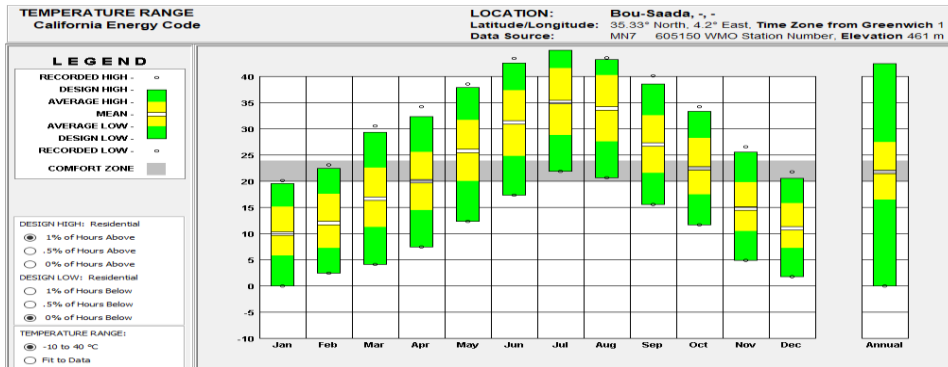 TEMPERATURE RANGE
California Energy Code
LOCATION: Bou-Saada, -, -
Latitude/Longitude: 35.33° North, 4.2° East, Time Zone from Greenwich 1
Data Source: MN7 605150 WMO Station Number, Elevation 461 m
LEGEND
RECORDED HIGH -
DESIGN HIGH -
AVERAGE HIGH -
MEAN -
AVERAGE LOW -
DESIGN LOW -
RECORDED LOW -
COMFORT ZONE
DESIGN HIGH: Residential
1% of Hours Above
.5% of Hours Above
0% of Hours Above
DESIGN LOW: Residential
1% of Hours Below
.5% of Hours Below
0% of Hours Below
TEMPERATURE RANGE:
-10 to 40 °C
Fit to Data
40
35
30
25
20
15
10
5
0
-5
-10
Jan Feb Mar Apr May Jun Jul Aug Sep Oct Nov Dec Annual